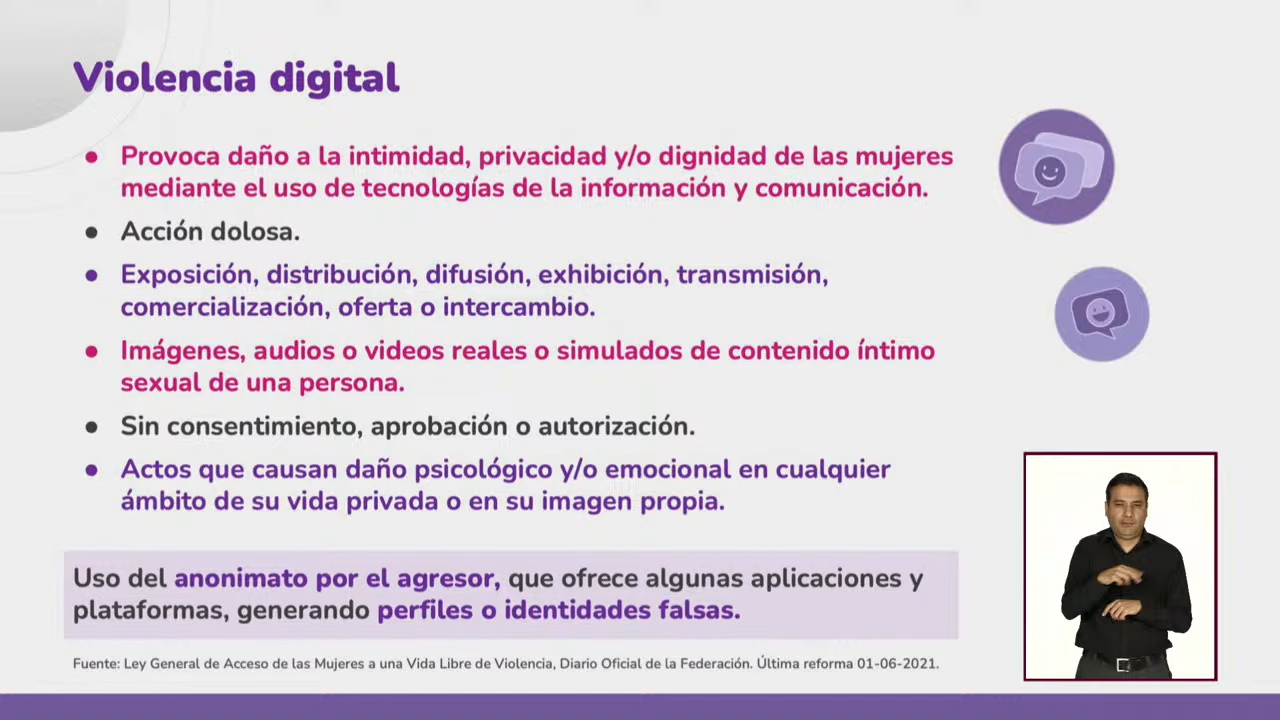 Violencia digital
• Provoca daño a la intimidad, privacidad y/o dignidad de las mujeres
mediante el uso de tecnologías de la información y comunicación.
• Acción dolosa.
• Exposición, distribución, difusión, exhibición, transmisión,
comercialización, oferta o intercambio.
• Imágenes, audios o videos reales o simulados de contenido íntimo
sexual de una persona.
• Sin consentimiento, aprobación o autorización.
• Actos que causan daño psicológico y/o emocional en cualquier
ámbito de su vida privada o en su imagen propia.
Uso del anonimato por el agresor, que ofrece algunas aplicaciones y
plataformas, generando perfiles o identidades falsas.
Fuente: Ley General de Acceso de las Mujeres a una Vida Libre de Violencia, Diario Oficial de la Federación. Última reforma 01-06-2021.